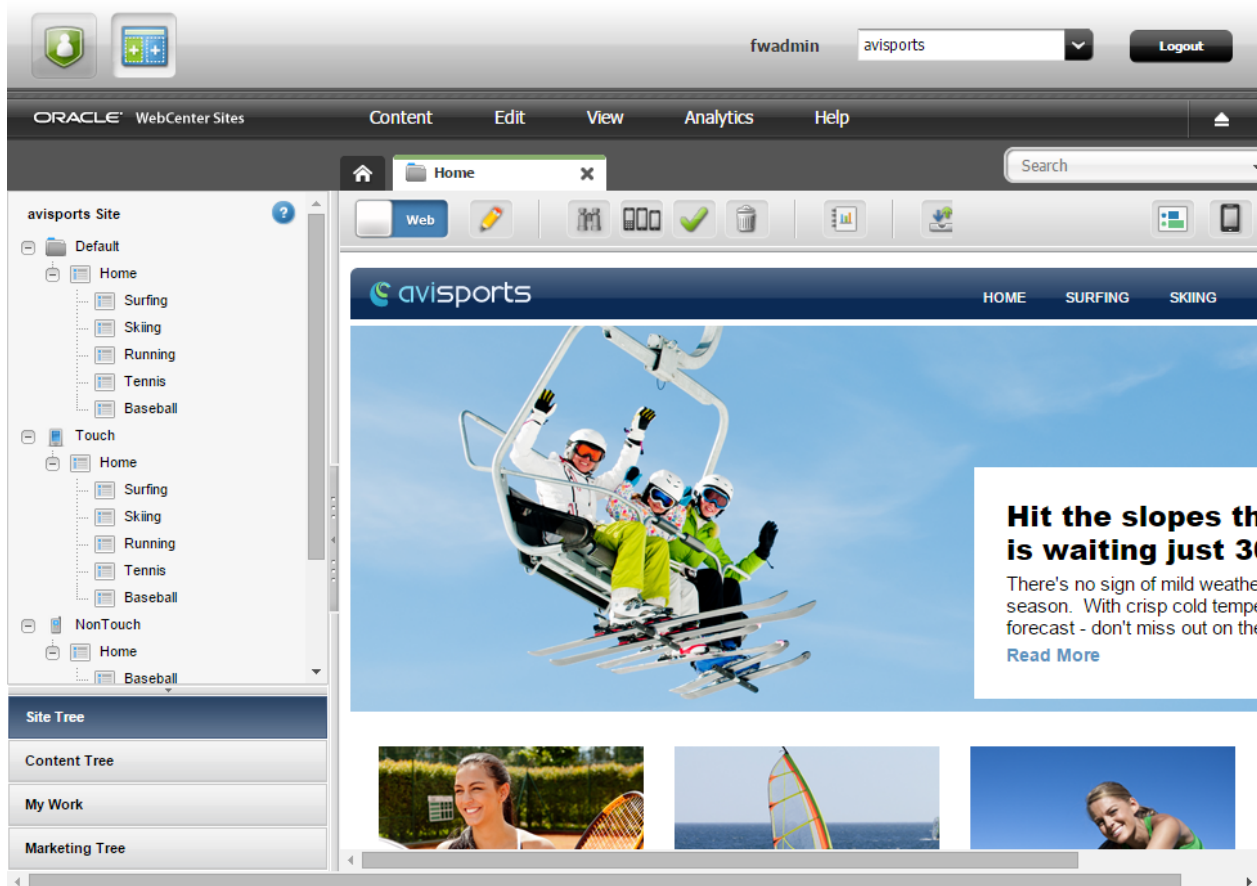 fwadmin
avisports
Logout
ORACLE WebCenter Sites
Content
Edit
View
Analytics
Help
Home
Search
avisports Site
Default
Home
Surfing
Skiing
Running
Tennis
Baseball
Touch
Home
Surfing
Skiing
Running
Tennis
Baseball
NonTouch
Home
Baseball
Site Tree
Content Tree
My Work
Marketing Tree
Web
avisports
HOME
SURFING
SKIING
Hit the slopes th
is waiting just 30
There's no sign of mild weathe
season. With crisp cold tempe
forecast - don't miss out on the
Read More